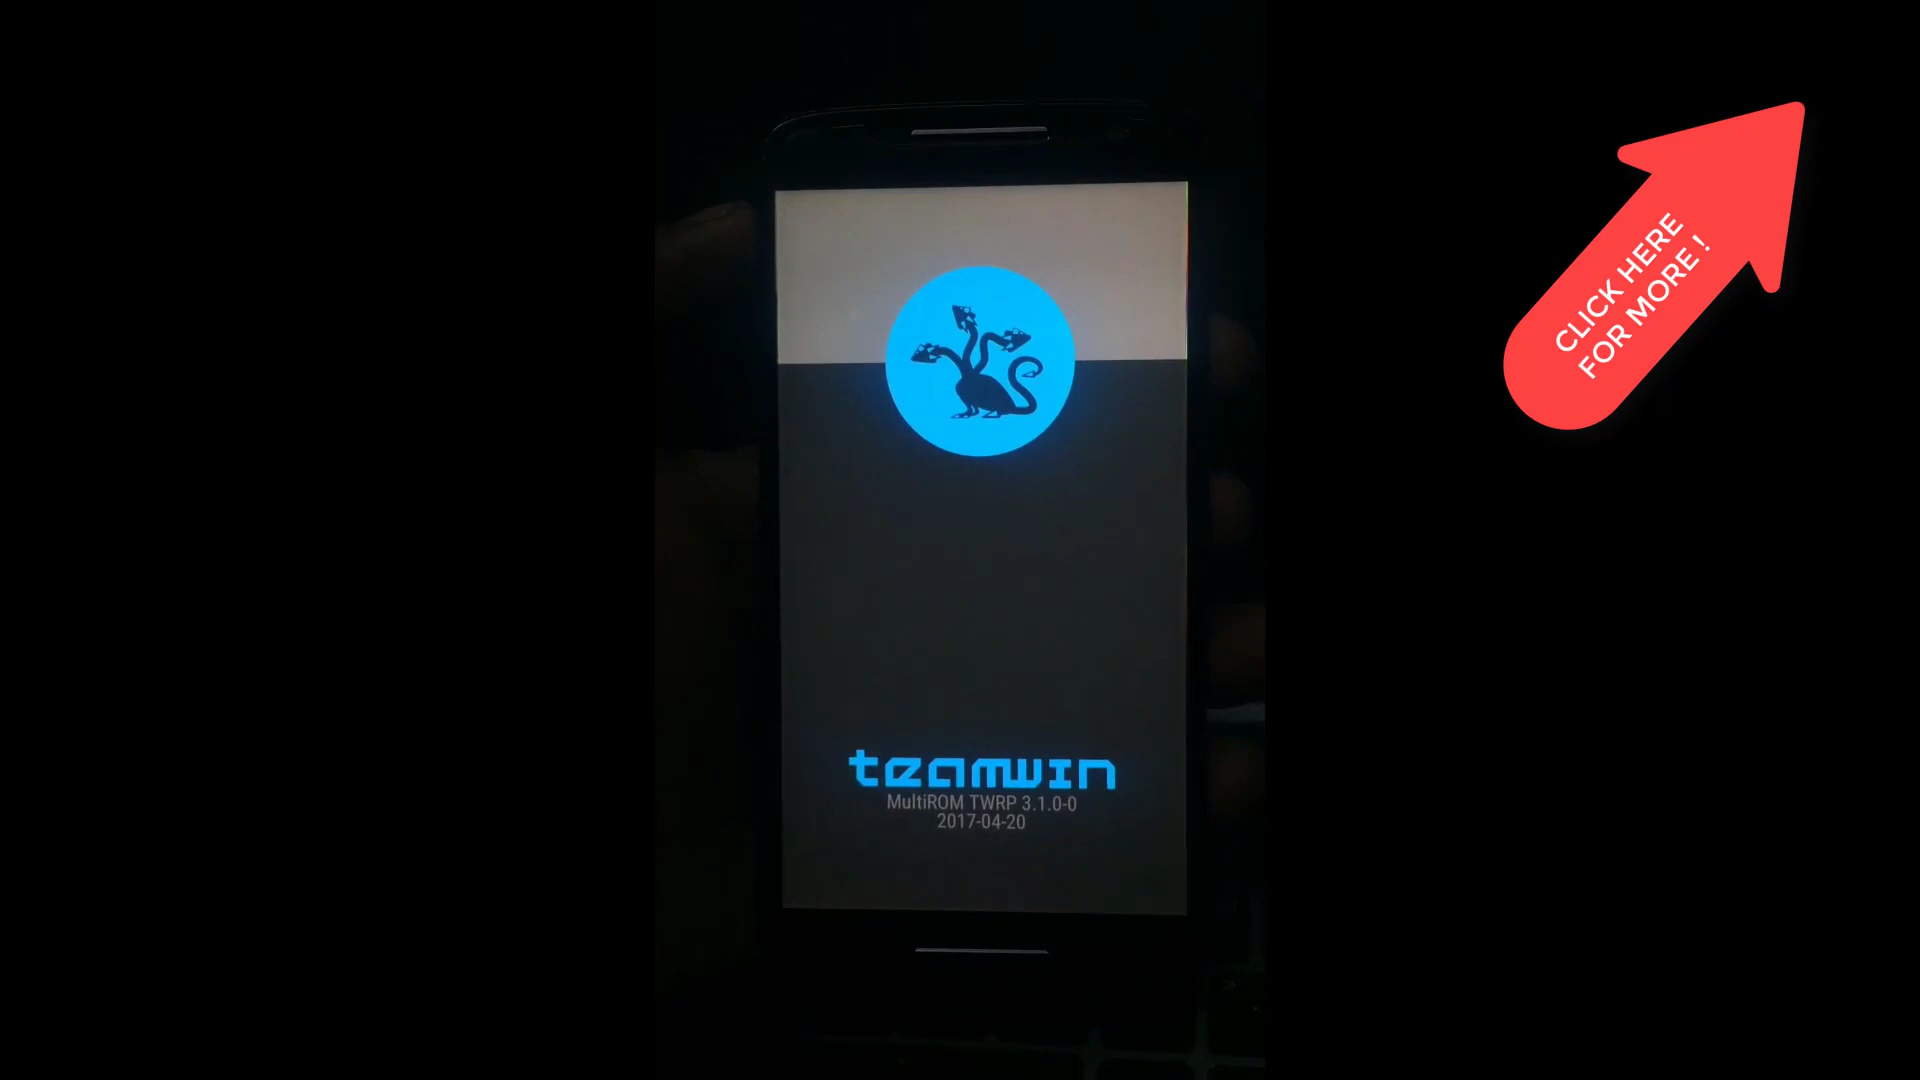 CLICK HERE
FOR MORE !
teamwin
MultiROM TWRP 3.1.0-0
2017-04-20